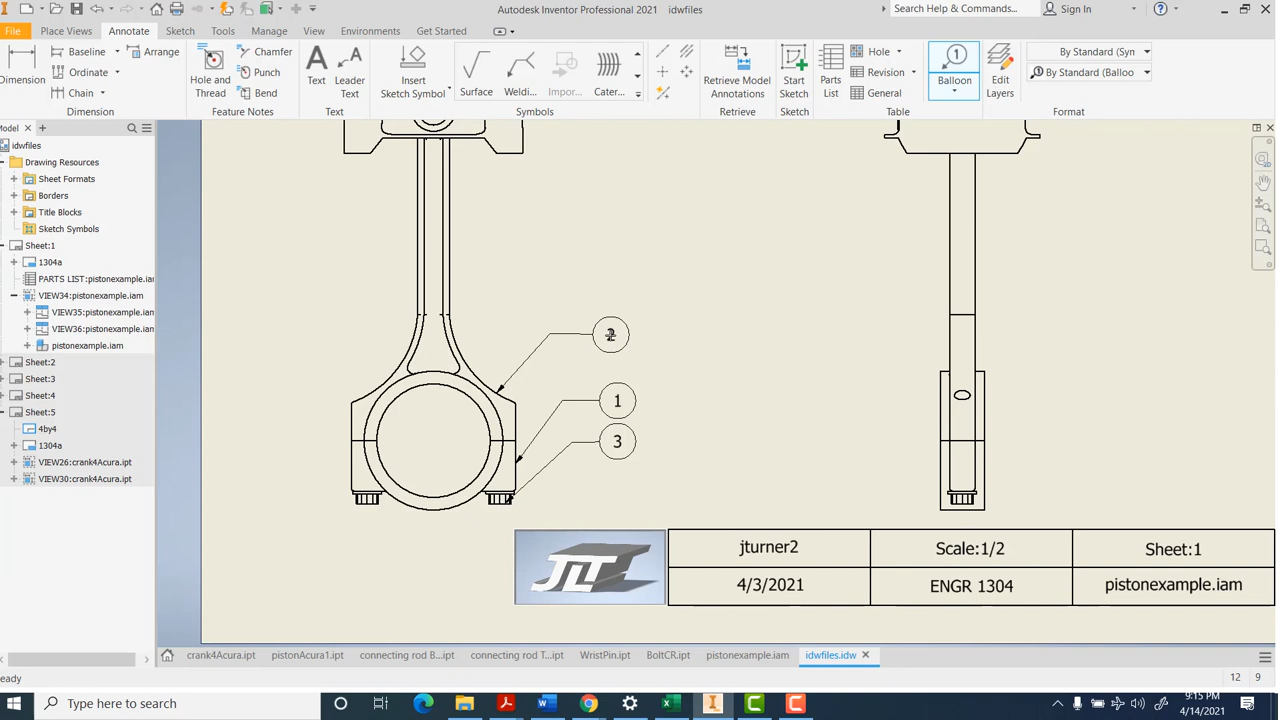 Autodesk Inventor Professional 2021 idwfiles
Search Help & Commands...
Sign In
File
Place Views
Annotate
Sketch
Tools
Manage
View
Environments
Get Started
Dimension
Baseline
Ordinate
Chain
Arrange
Dimension
Hole and Thread
Chamfer
Punch
Bend
Feature Notes
Text
Leader Text
Text
Insert Sketch Symbol
Surface
Weldi...
Impor...
Cater...
Symbols
Retrieve Model Annotations
Retrieve
Start Sketch
Sketch
Parts List
Hole
Revision
General
Table
Balloon
1
Edit Layers
By Standard (Syn
By Standard (Balloo
Format
Model
idwfiles
Drawing Resources
Sheet Formats
Borders
Title Blocks
Sketch Symbols
Sheet:1
1304a
PARTS LIST:pistonexample.iam
VIEW34:pistonexample.iam
VIEW35:pistonexample.iam
VIEW36:pistonexample.iam
pistonexample.iam
Sheet:2
Sheet:3
Sheet:4
Sheet:5
4by4
1304a
VIEW26:crank4Acura.ipt
VIEW30:crank4Acura.ipt
1
3
JLT
jturner2
Scale:1/2
Sheet:1
4/3/2021
ENGR 1304
pistonexample.iam
crank4Acura.ipt
pistonAcura1.ipt
connecting rod B...ipt
connecting rod T...ipt
WristPin.ipt
BoltCR.ipt
pistonexample.iam
idwfiles.idw
eady
12
9
Type here to search
9:15 PM
4/14/2021